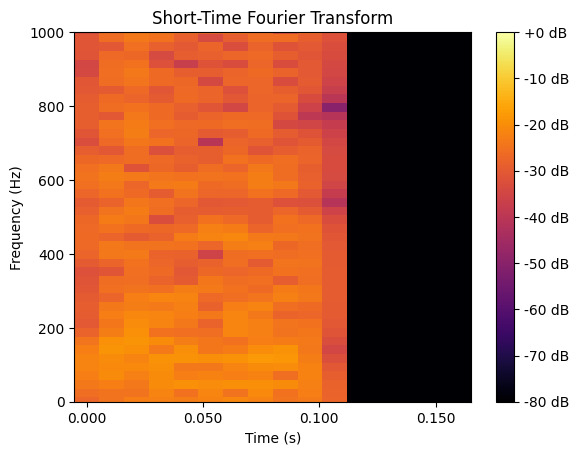 Short-Time Fourier Transform
Frequency (Hz)
1000
800
600
400
200
0
0.000
0.050
0.100
0.150
Time (s)
+0 dB
-10 dB
-20 dB
-30 dB
-40 dB
-50 dB
-60 dB
-70 dB
-80 dB